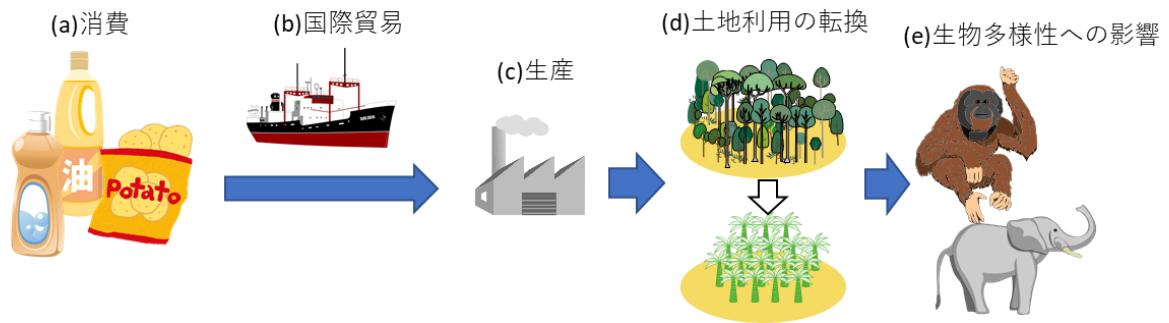 (a)消費
(b)国際貿易
(c)生産
(d)土地利用の転換
(e)生物多様性への影響
油
Potato